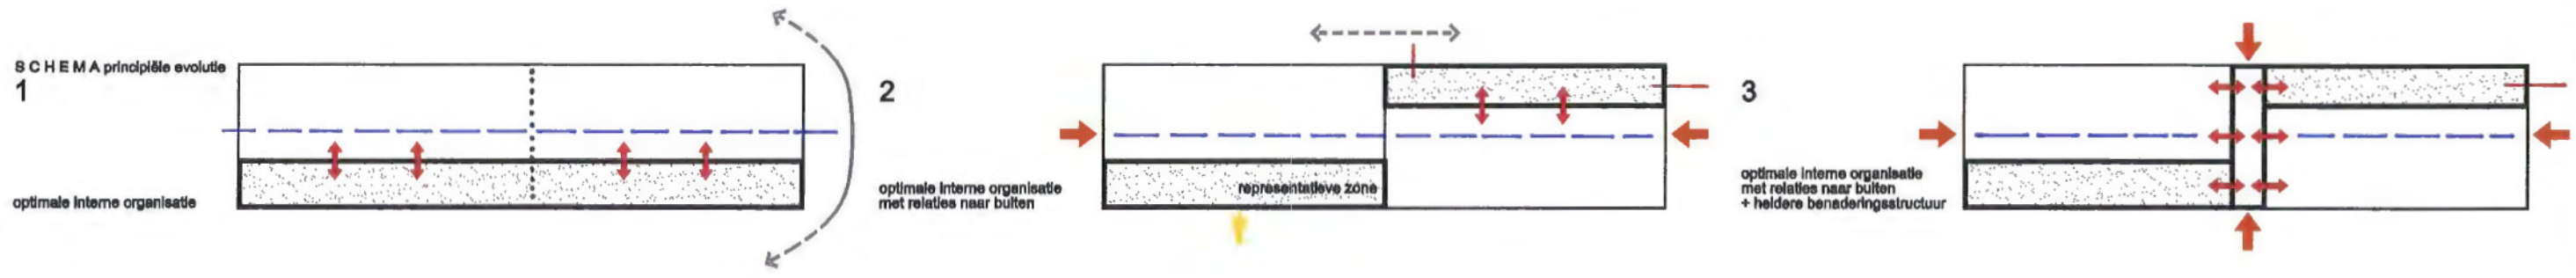 SCHEMA principiële evolutie
1
optimale interne organisatie
2
optimale interne organisatie
met relaties naar buiten
representatieve zone
3
optimale interne organisatie
met relaties naar buiten
+ heldere benaderingsstructuur